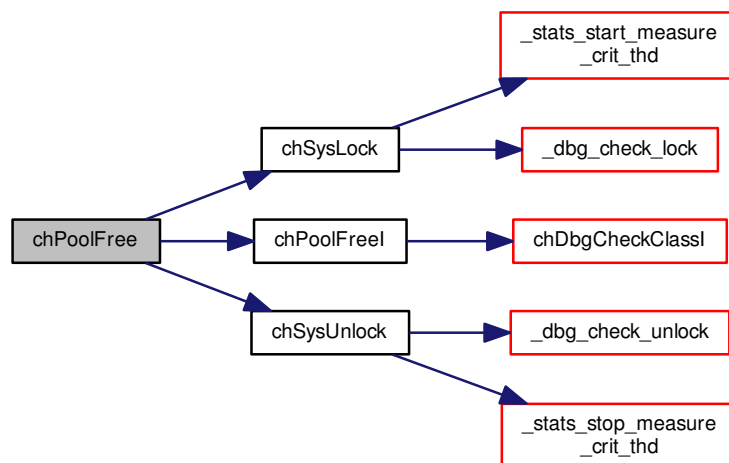 _stats_start_measure
_crit_thd
chSysLock
_dbg_check_lock
chPoolFree
chPoolFreeI
chDbgCheckClassI
chSysUnlock
_dbg_check_unlock
_stats_stop_measure
_crit_thd